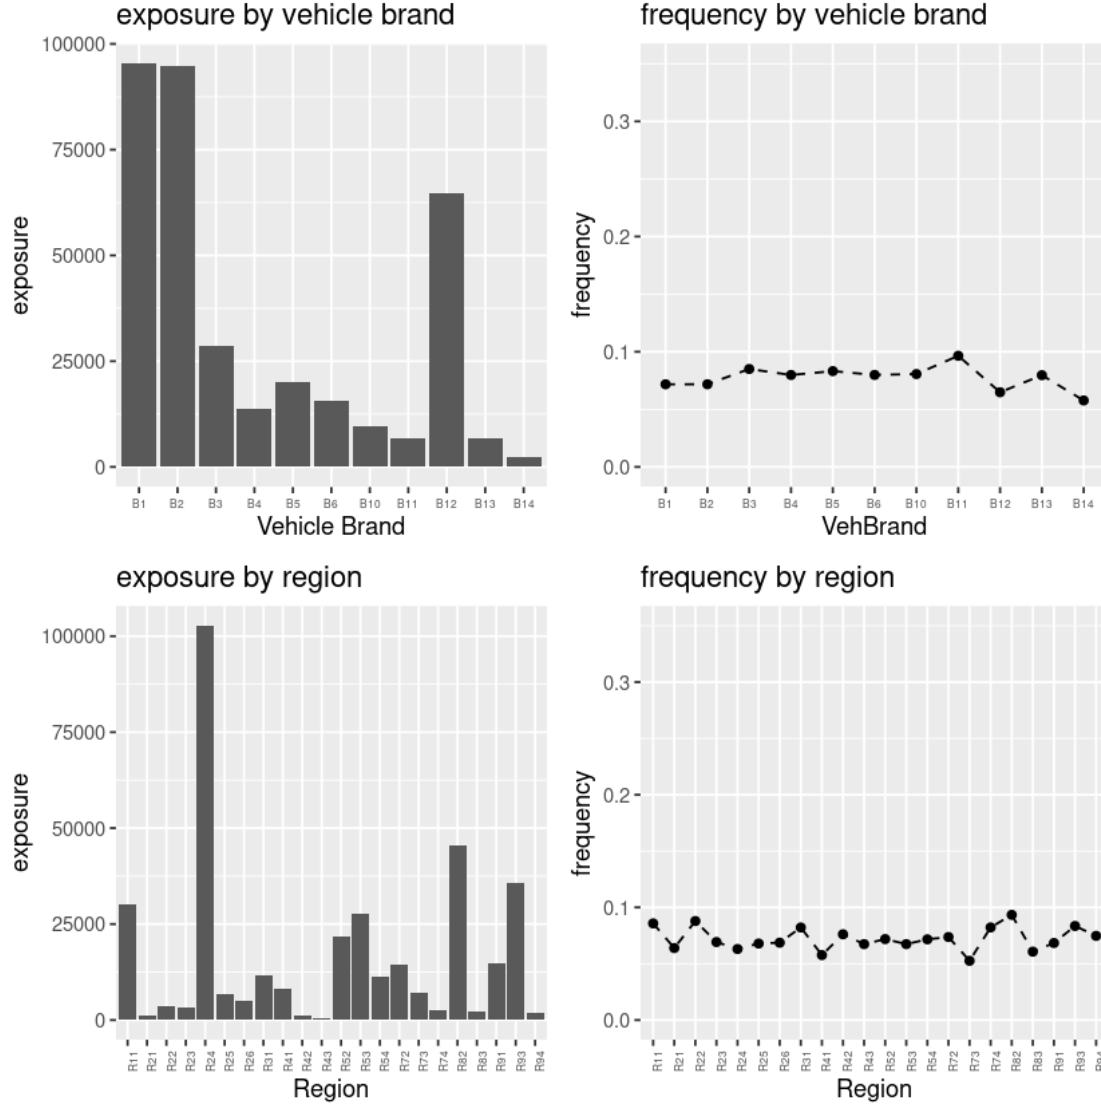 exposure by vehicle brand
100000
75000
50000
25000
0
exposure
B1 B2 B3 B4 B5 B6 B10 B11 B12 B13 B14
Vehicle Brand
frequency by vehicle brand
0.3
0.2
0.1
0.0
frequency
B1 B2 B3 B4 B5 B6 B10 B11 B12 B13 B14
VehBrand
exposure by region
100000
75000
50000
25000
0
exposure
R11 R21 R22 R23 R24 R25 R26 R31 R41 R42 R43 R52 R53 R54 R72 R73 R74 R82 R83 R91 R93 R94
Region
frequency by region
0.3
0.2
0.1
0.0
frequency
R11 R21 R22 R23 R24 R25 R26 R31 R41 R42 R43 R52 R53 R54 R72 R73 R74 R82 R83 R91 R93 R94
Region